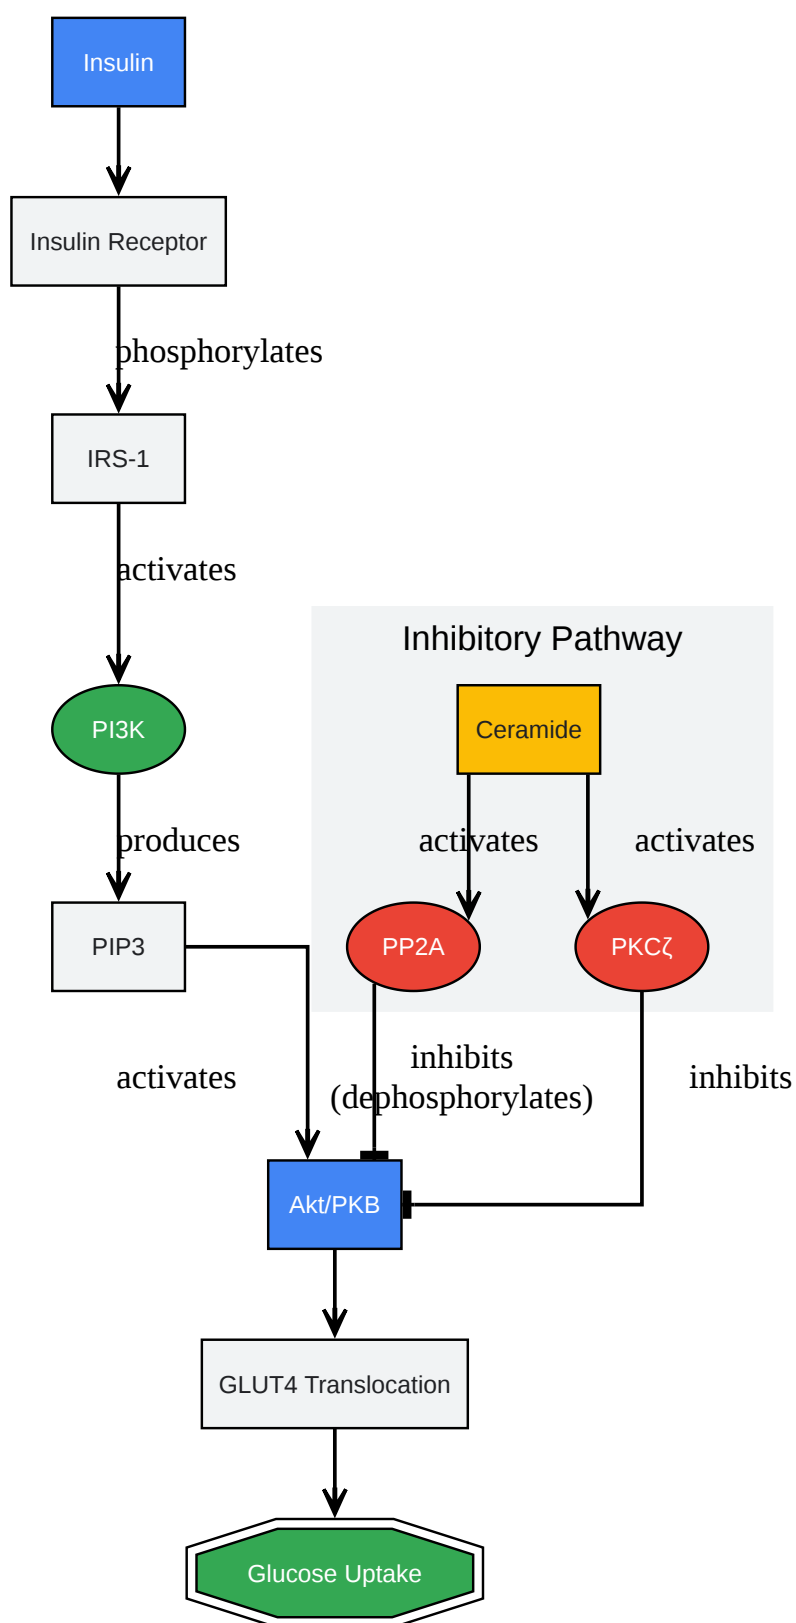 Insulin
Insulin Receptor
phosphorylates
IRS-1
activates
Inhibitory Pathway
PI3K
Ceramide
produces
activates
activates
PIP3
PP2A
PKCζ
activates
inhibits
(dephosphorylates)
inhibits
Akt/PKB
GLUT4 Translocation
Glucose Uptake